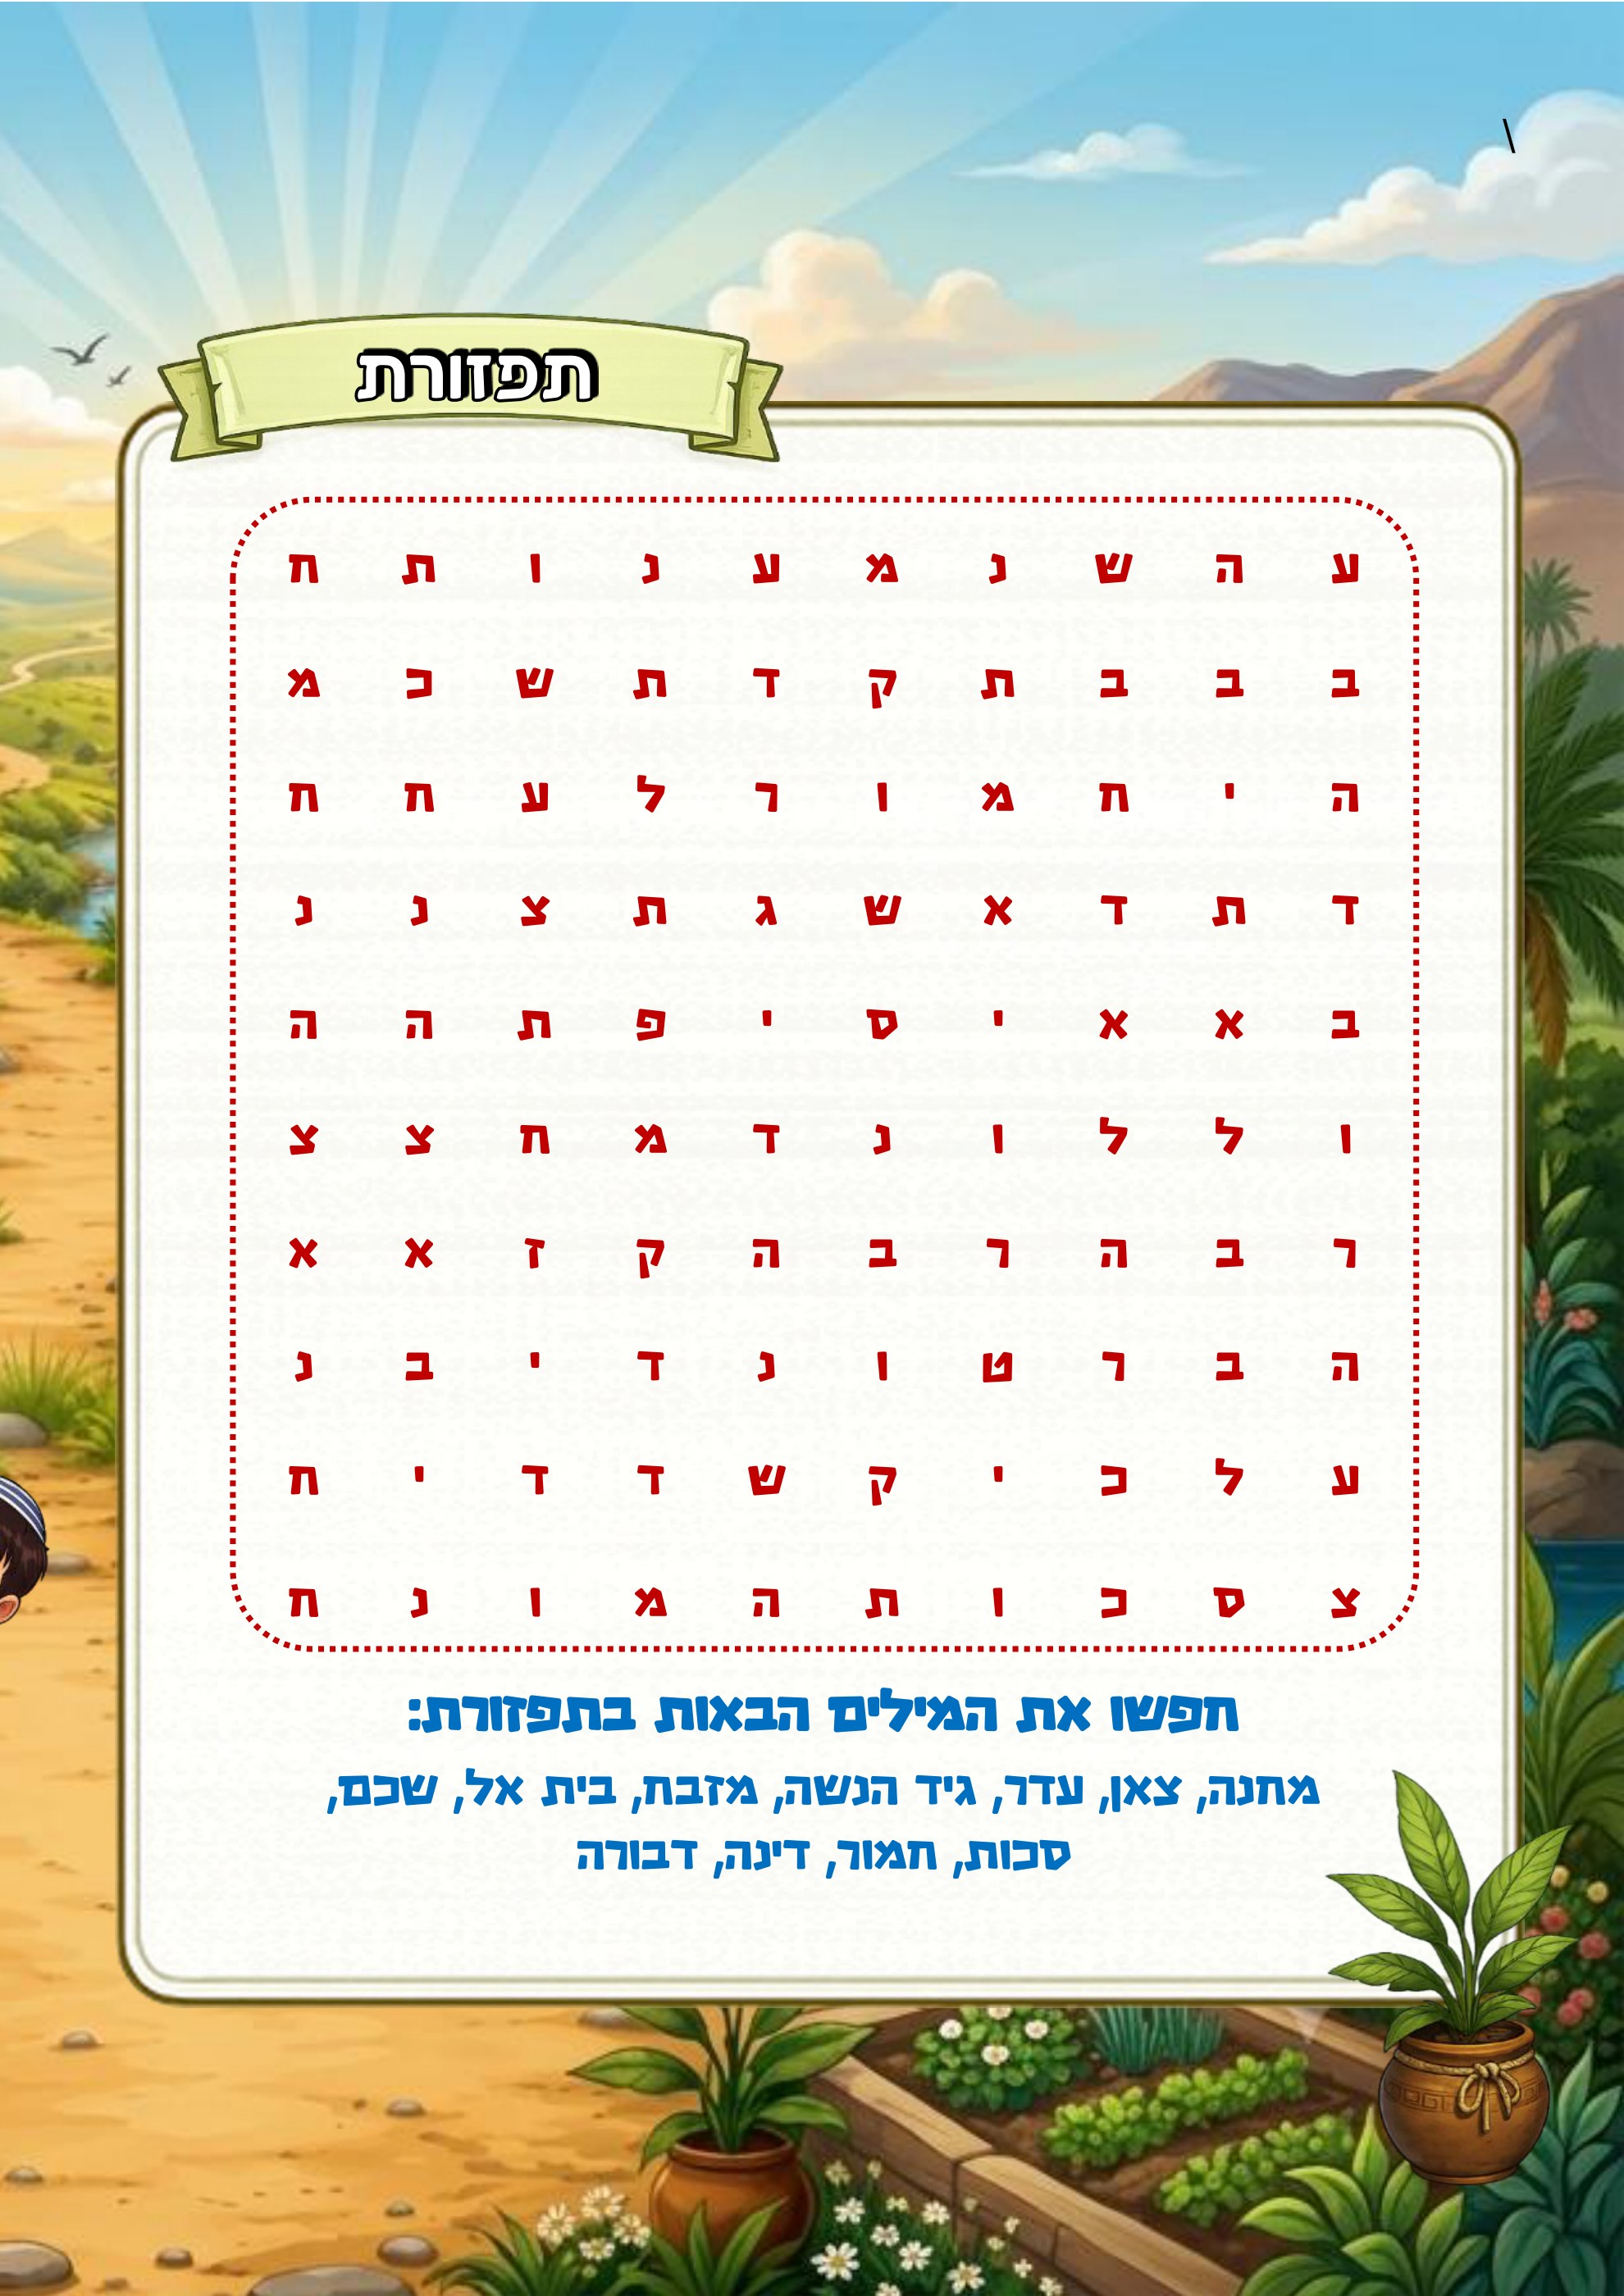 \
תפזורת
ע ה ש נ מ ע נ ו ת ח
ב ב ב ת ק ד ת ש כ מ
ה י ח מ ו ר ל ע ח ח
ד ת ד א ש ג ת צ נ נ
ב א א י ס י פ ת ה ה
ו ל ל ו נ ד מ ח צ צ
ר ב ה ר ב ה ק ז א א
ה ב ר ט ו נ ד י ב נ
ע ל כ י ק ש ד ד י ח
צ ס כ ו ת ה מ ו נ ח
חפשו את המילים הבאות בתפזורת:
מחנה, צאן, עדר, גיד הנשה, מזבח, בית אל, שכם,
סכות, חמור, דינה, דבורה